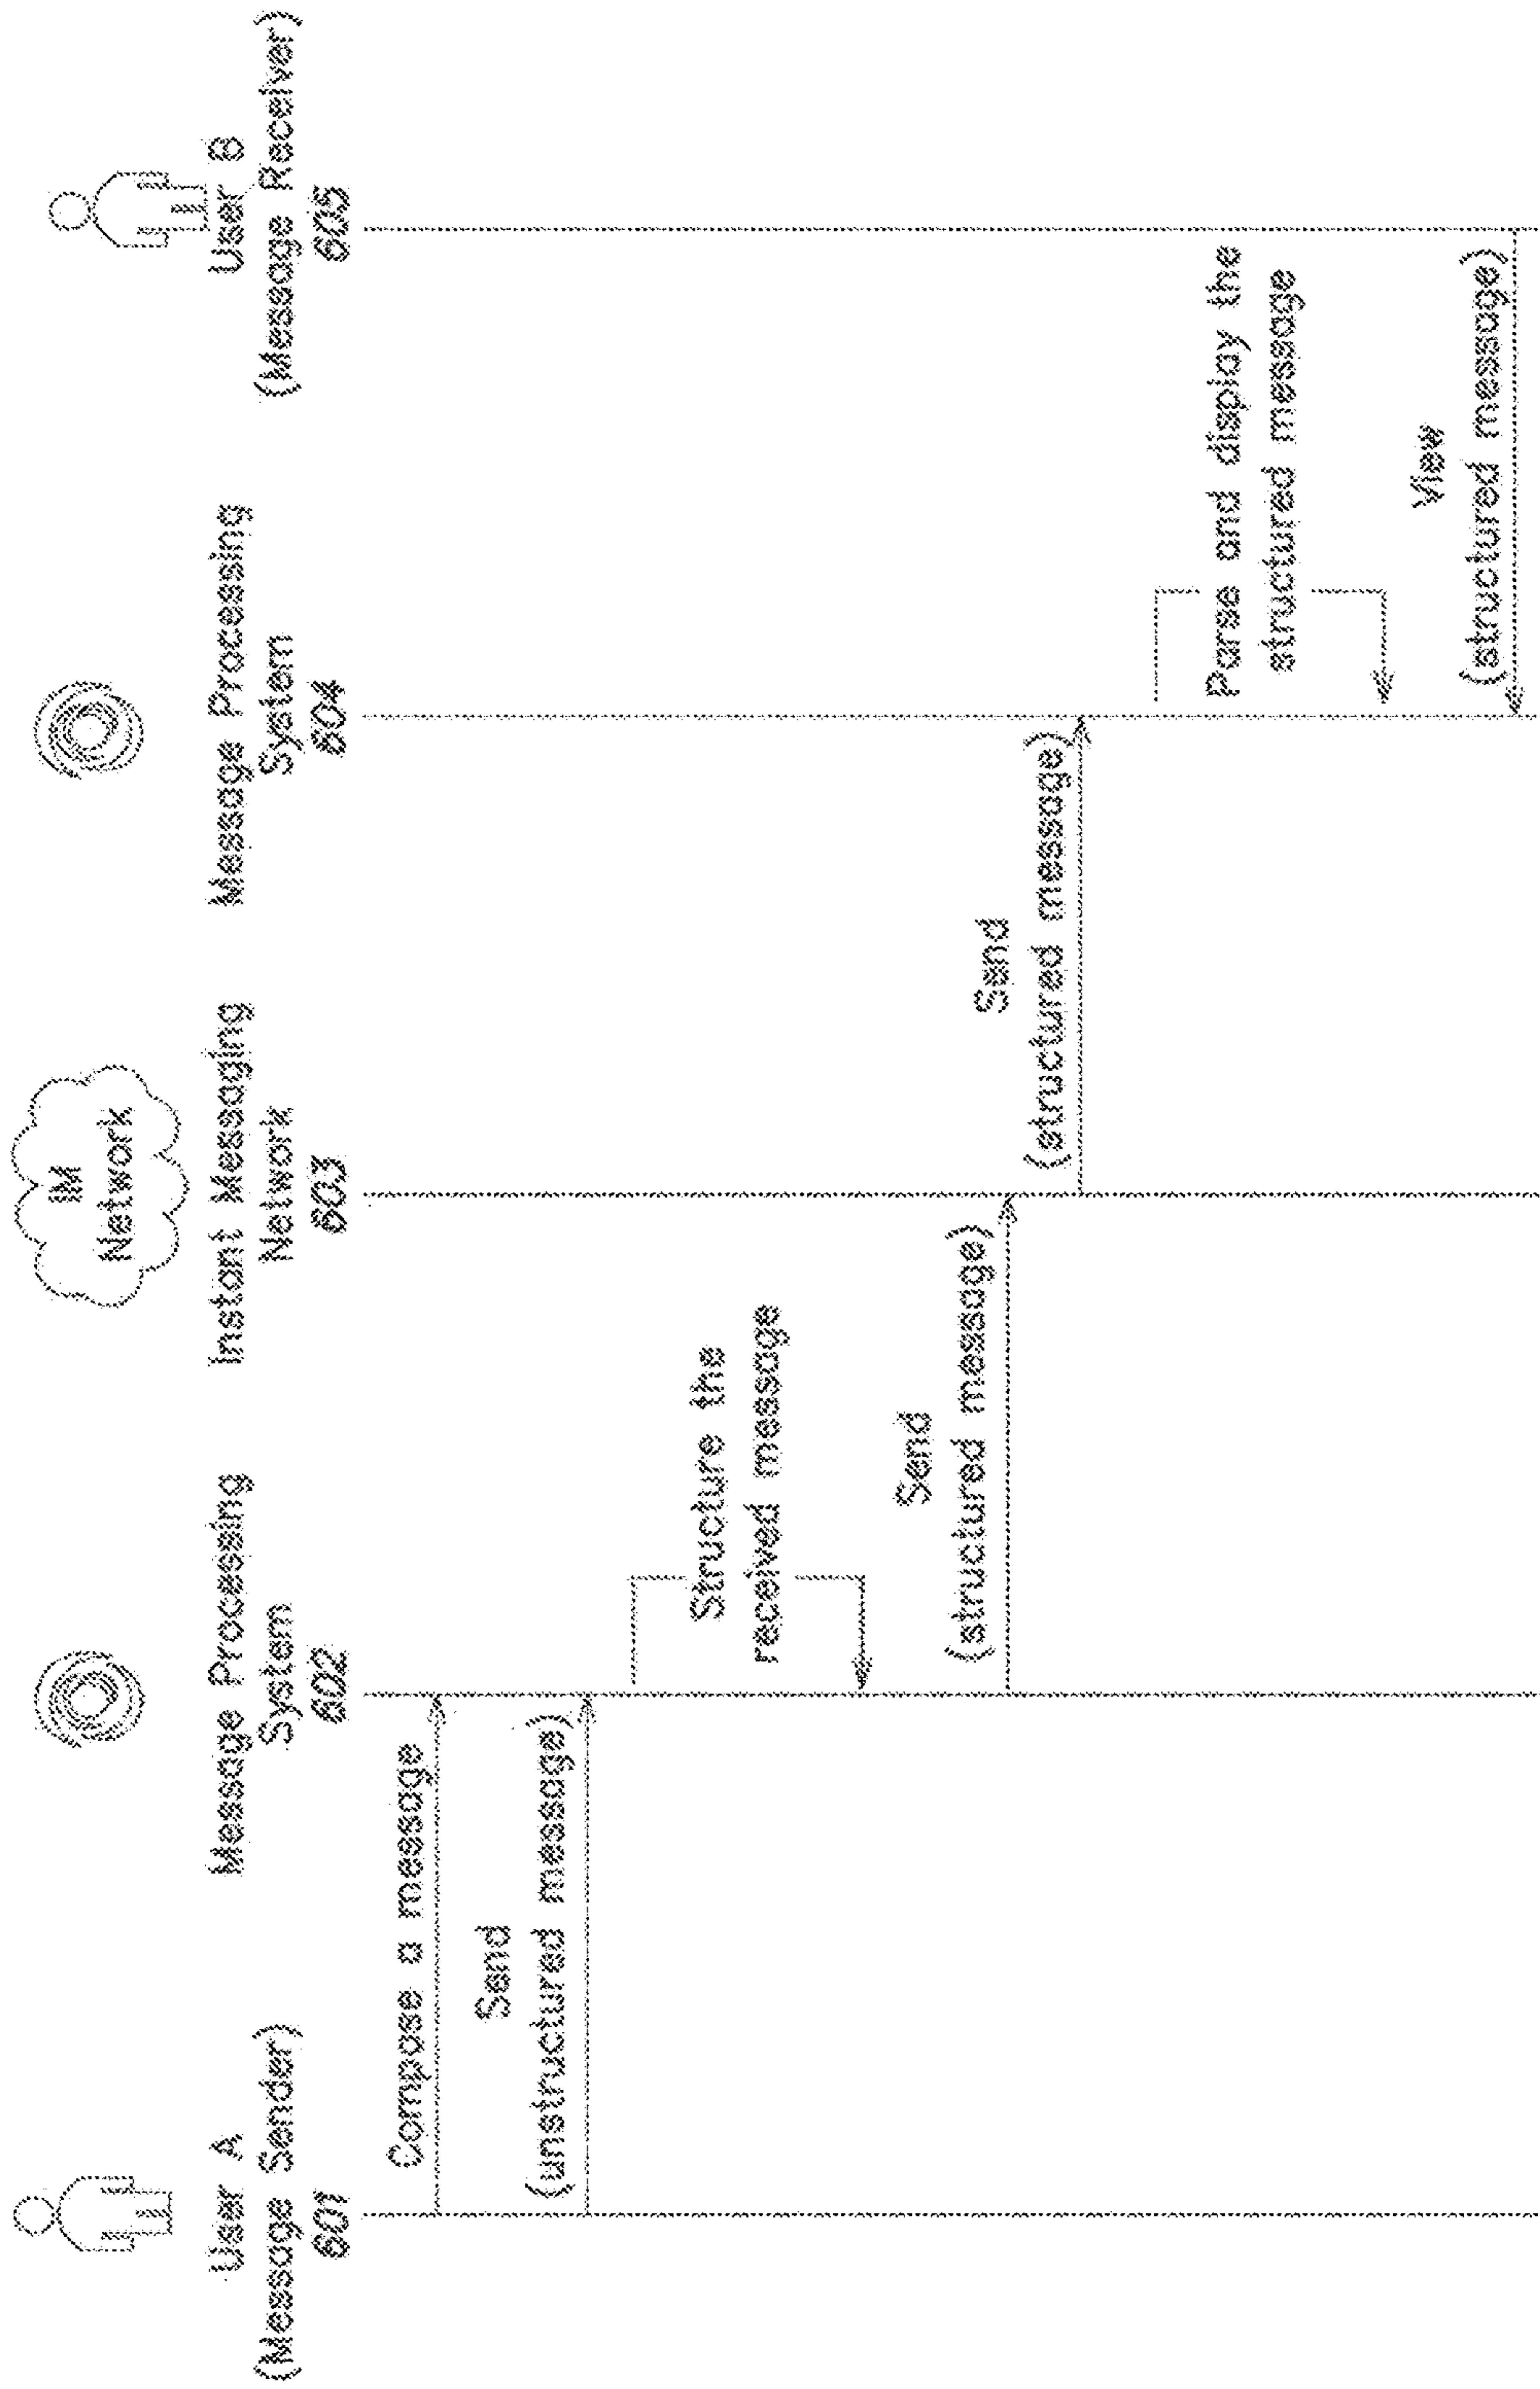 User A
(Message Sender)
601
Message Processing
System
602
IM
Network
Instant Messaging
Network
603
Message Processing
System
604
User B
(Message Receiver)
605
Compose a message
Send
(unstructured message)
Structure the
received message
Send
(structured message)
Send
(structured message)
Parse and display the
structured message
View
(structured message)